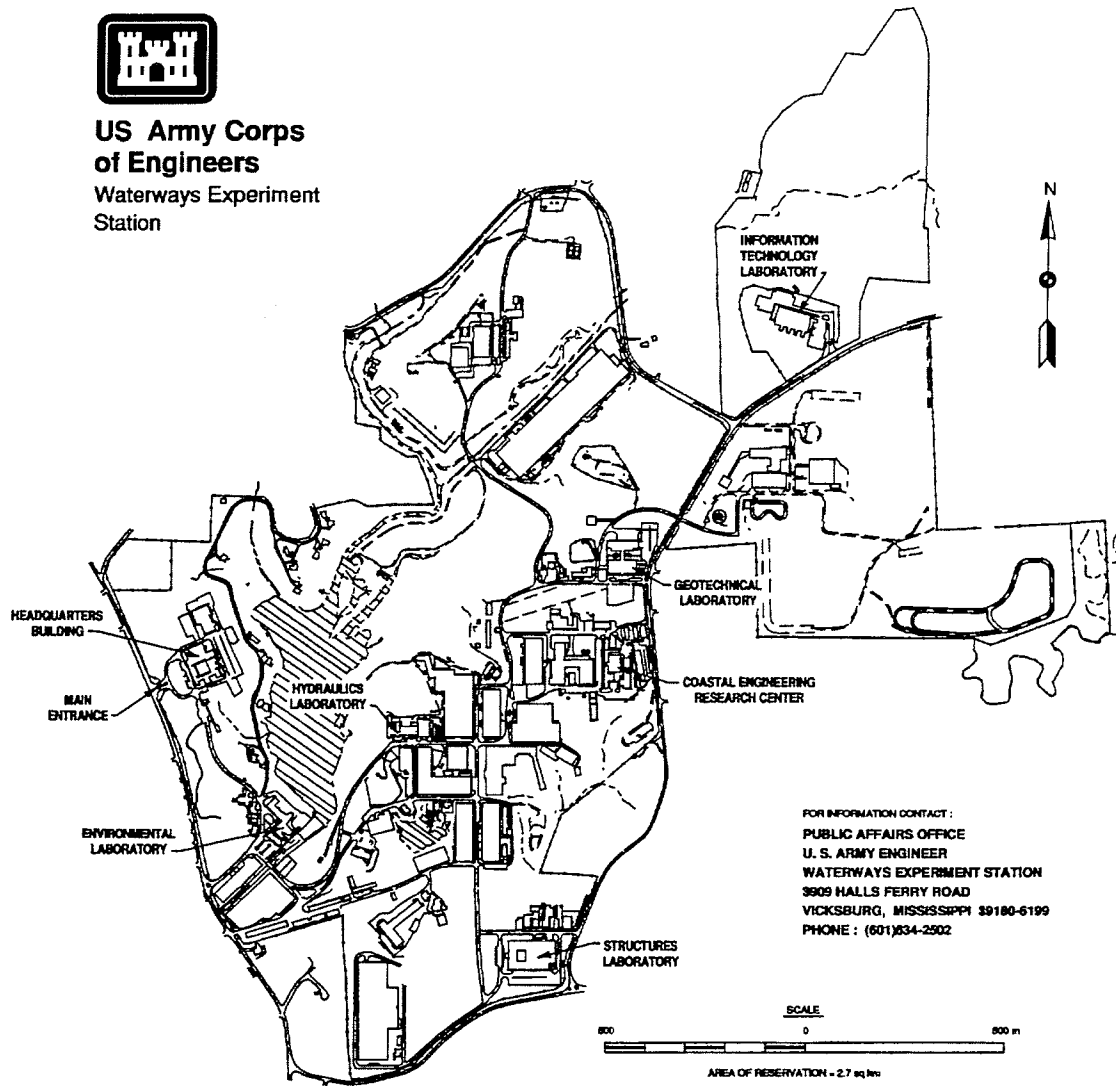 US Army Corps
of Engineers
Waterways Experiment
Station
N
INFORMATION
TECHNOLOGY
LABORATORY
GEOTECHNICAL
LABORATORY
HEADQUARTERS
BUILDING
MAIN
ENTRANCE
HYDRAULICS
LABORATORY
COASTAL ENGINEERING
RESEARCH CENTER
ENVIRONMENTAL
LABORATORY
STRUCTURES
LABORATORY
FOR INFORMATION CONTACT :
PUBLIC AFFAIRS OFFICE
U. S. ARMY ENGINEER
WATERWAYS EXPERIMENT STATION
3909 HALLS FERRY ROAD
VICKSBURG, MISSISSIPPI 39180-6199
PHONE : (601)634-2502
SCALE
0
m
AREA OF RESERVATION = 2.7 sq